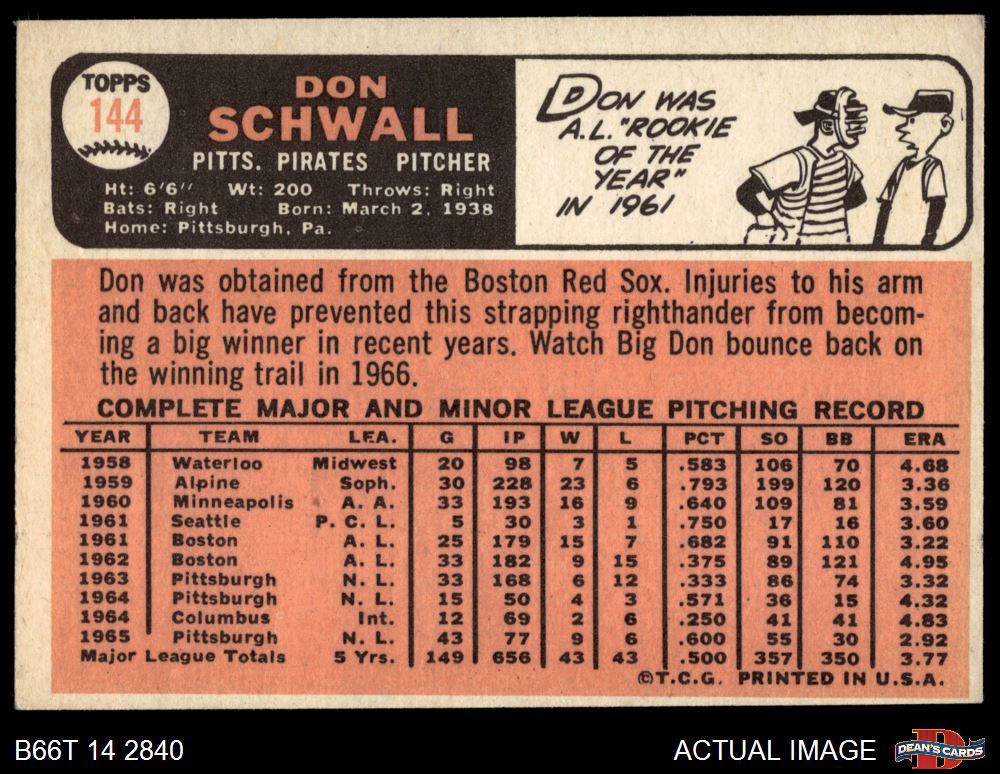 TOPPS
144
DON
SCHWALL
PITTS. PIRATES PITCHER
Ht: 6'6" Wt: 200 Throws: Right
Bats: Right Born: March 2, 1938
Home: Pittsburgh, Pa.
DON WAS
A.L. "ROOKIE
OF THE
YEAR"
IN 1961
Don was obtained from the Boston Red Sox. Injuries to his arm
and back have prevented this strapping righthander from becom-
ing a big winner in recent years. Watch Big Don bounce back on
the winning trail in 1966.
COMPLETE MAJOR AND MINOR LEAGUE PITCHING RECORD
YEAR TEAM LEA. G IP W L PCT SO BB ERA
1958 Waterloo Midwest 20 98 7 5 .583 106 70 4.68
1959 Alpine Soph. 30 228 23 6 .793 199 120 3.36
1960 Minneapolis A. A. 33 193 16 9 .640 109 81 3.59
1961 Seattle P. C. L. 5 30 3 1 .750 17 16 3.60
1961 Boston A. L. 25 179 15 7 .682 91 110 3.22
1962 Boston A. L. 33 182 9 15 .375 89 121 4.95
1963 Pittsburgh N. L. 33 168 6 12 .333 86 74 3.32
1964 Pittsburgh N. L. 15 50 4 3 .571 36 15 4.32
1964 Columbus Int. 12 69 2 6 .250 41 41 4.83
1965 Pittsburgh N. L. 43 77 9 6 .600 55 30 2.92
Major League Totals 5 Yrs. 149 656 43 43 .500 357 350 3.77
©T.C.G. PRINTED IN U.S.A.
B66T 14 2840
ACTUAL IMAGE
DEAN'S CARDS